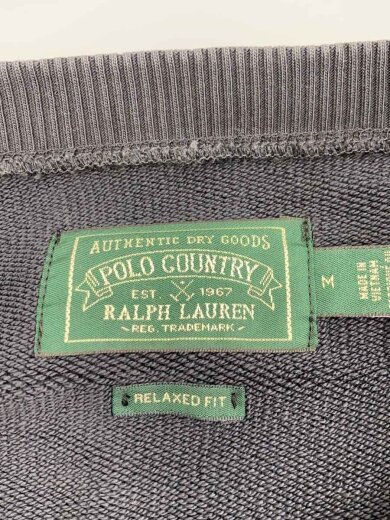 AUTHENTIC DRY GOODS
POLO COUNTRY
EST. 1967
RALPH LAUREN
- REG. TRADEMARK -
M
MADE IN
VIETNAM
RELAXED FIT